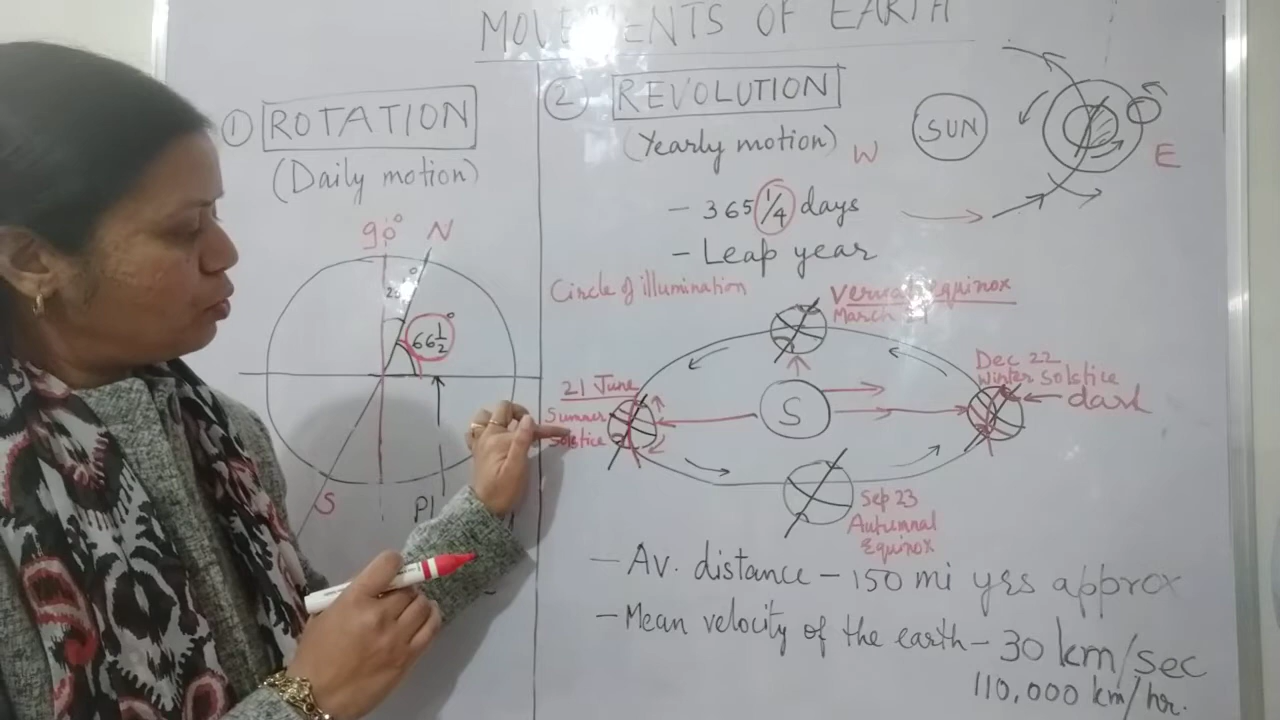 MOVEMENTS OF EARTH
① ROTATION
(Daily motion)
90° N
66½°
S
Pl
② REVOLUTION
(Yearly motion)
SUN
W
E
- 365 ¼ days
- Leap year
Circle of illumination
Vernal equinox
March 21
21 June
Summer
Solstice
S
Dec 22
Winter Solstice
dark
Sep 23
Autumnal
Equinox
- Av. distance - 150 mi yrs approx
- Mean velocity of the earth - 30 km/sec
110,000 km/hr.